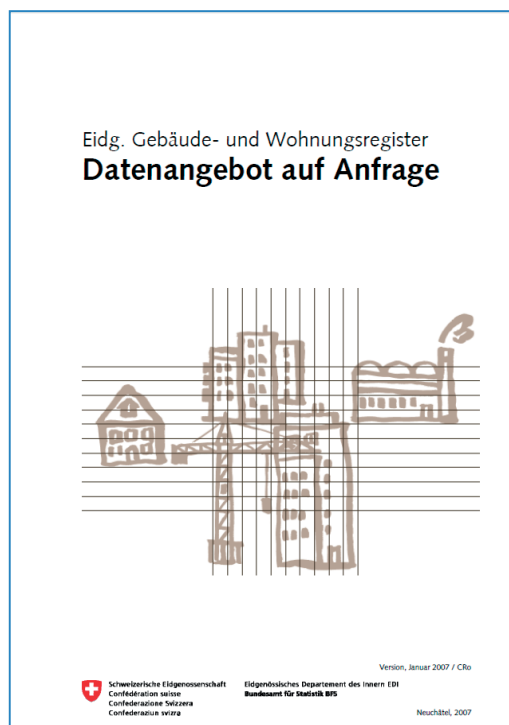 Eidg. Gebäude- und Wohnungsregister
Datenangebot auf Anfrage
Version, Januar 2007 / CRo
Schweizerische Eidgenossenschaft
Confédération suisse
Confederazione Svizzera
Confederaziun svizra
Eidgenössisches Departement des Innern EDI
Bundesamt für Statistik BFS
Neuchâtel, 2007